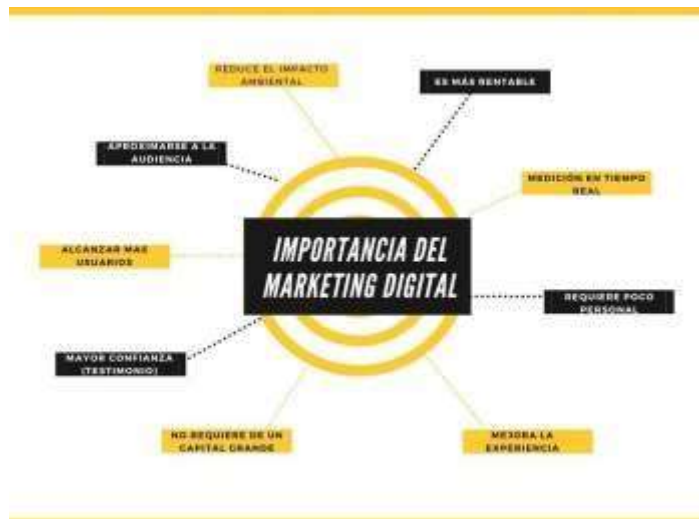 REDUCE EL IMPACTO
AMBIENTAL
ES MÁS RENTABLE
APROXIMARSE A LA
AUDIENCIA
MEDICIÓN EN TIEMPO
REAL
ALCANZAR MAS
USUARIOS
IMPORTANCIA DEL
MARKETING DIGITAL
REQUIERE POCO
PERSONAL
MAYOR CONFIANZA
(TESTIMONIO)
NO REQUIERE DE UN
CAPITAL GRANDE
MEJORA LA
EXPERIENCIA